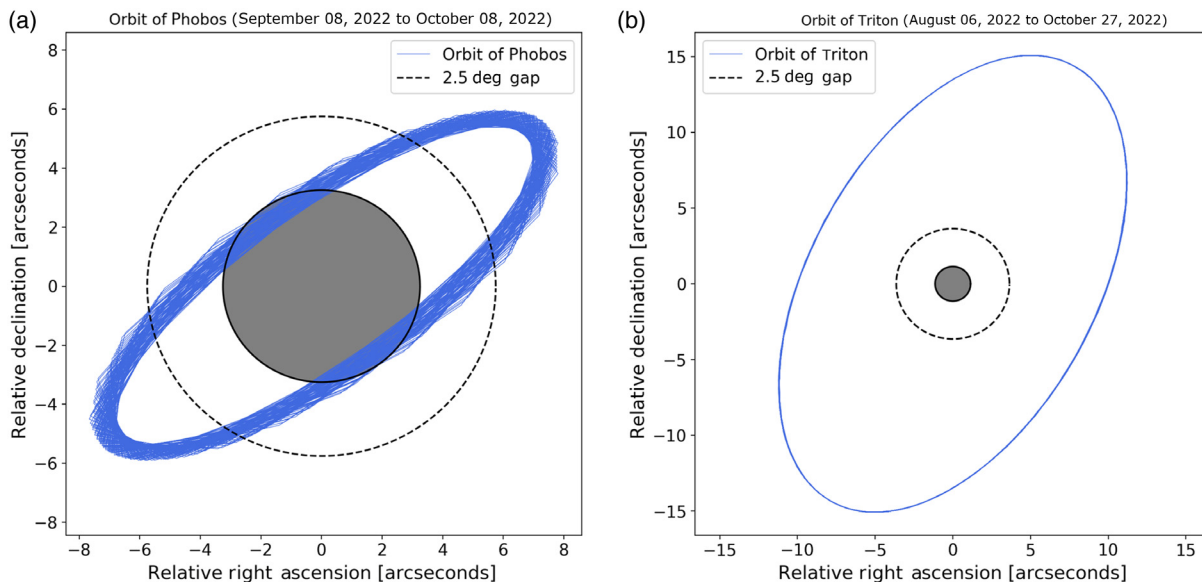 (a)
Orbit of Phobos (September 08, 2022 to October 08, 2022)
Orbit of Phobos
2.5 deg gap
8
6
4
2
0
−2
−4
−6
−8
Relative declination [arcseconds]
−8 −6 −4 −2 0 2 4 6 8
Relative right ascension [arcseconds]
(b)
Orbit of Triton (August 06, 2022 to October 27, 2022)
Orbit of Triton
2.5 deg gap
15
10
5
0
−5
−10
−15
Relative declination [arcseconds]
−15 −10 −5 0 5 10 15
Relative right ascension [arcseconds]